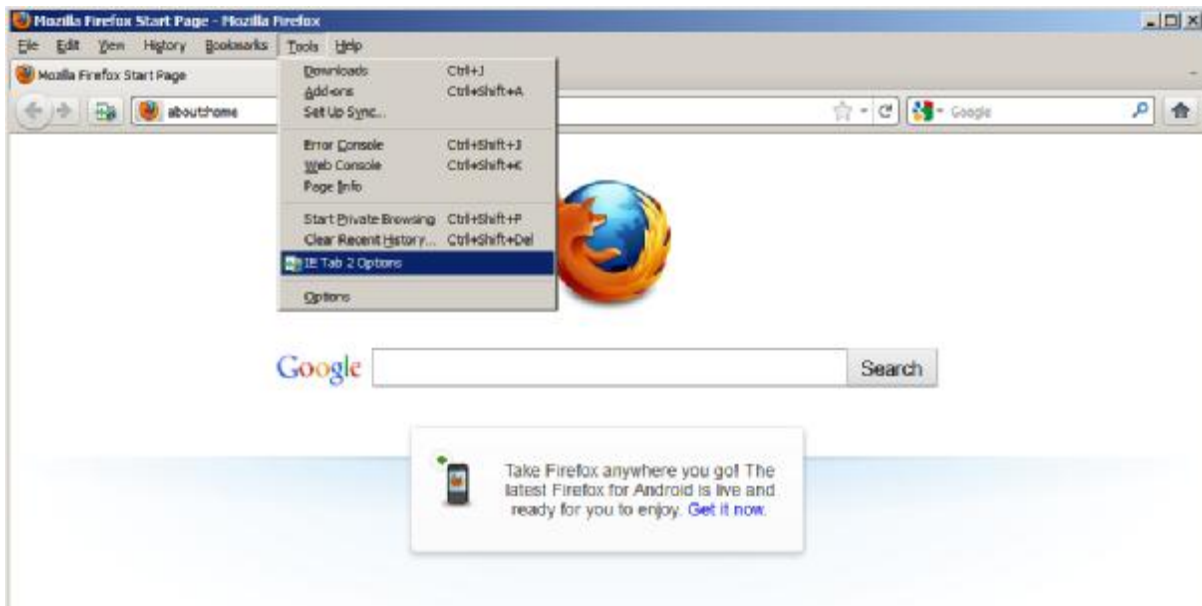 Mozilla Firefox Start Page - Mozilla Firefox
File Edit View History Bookmarks Tools Help
Mozilla Firefox Start Page
about:home
Google
Downloads Ctrl+J
Add-ons Ctrl+Shift+A
Set Up Sync...
Error Console Ctrl+Shift+J
Web Console Ctrl+Shift+K
Page Info
Start Private Browsing Ctrl+Shift+P
Clear Recent History... Ctrl+Shift+Del
IE Tab 2 Options
Options
Google Search
Take Firefox anywhere you go! The
latest Firefox for Android is live and
ready for you to enjoy. Get it now.